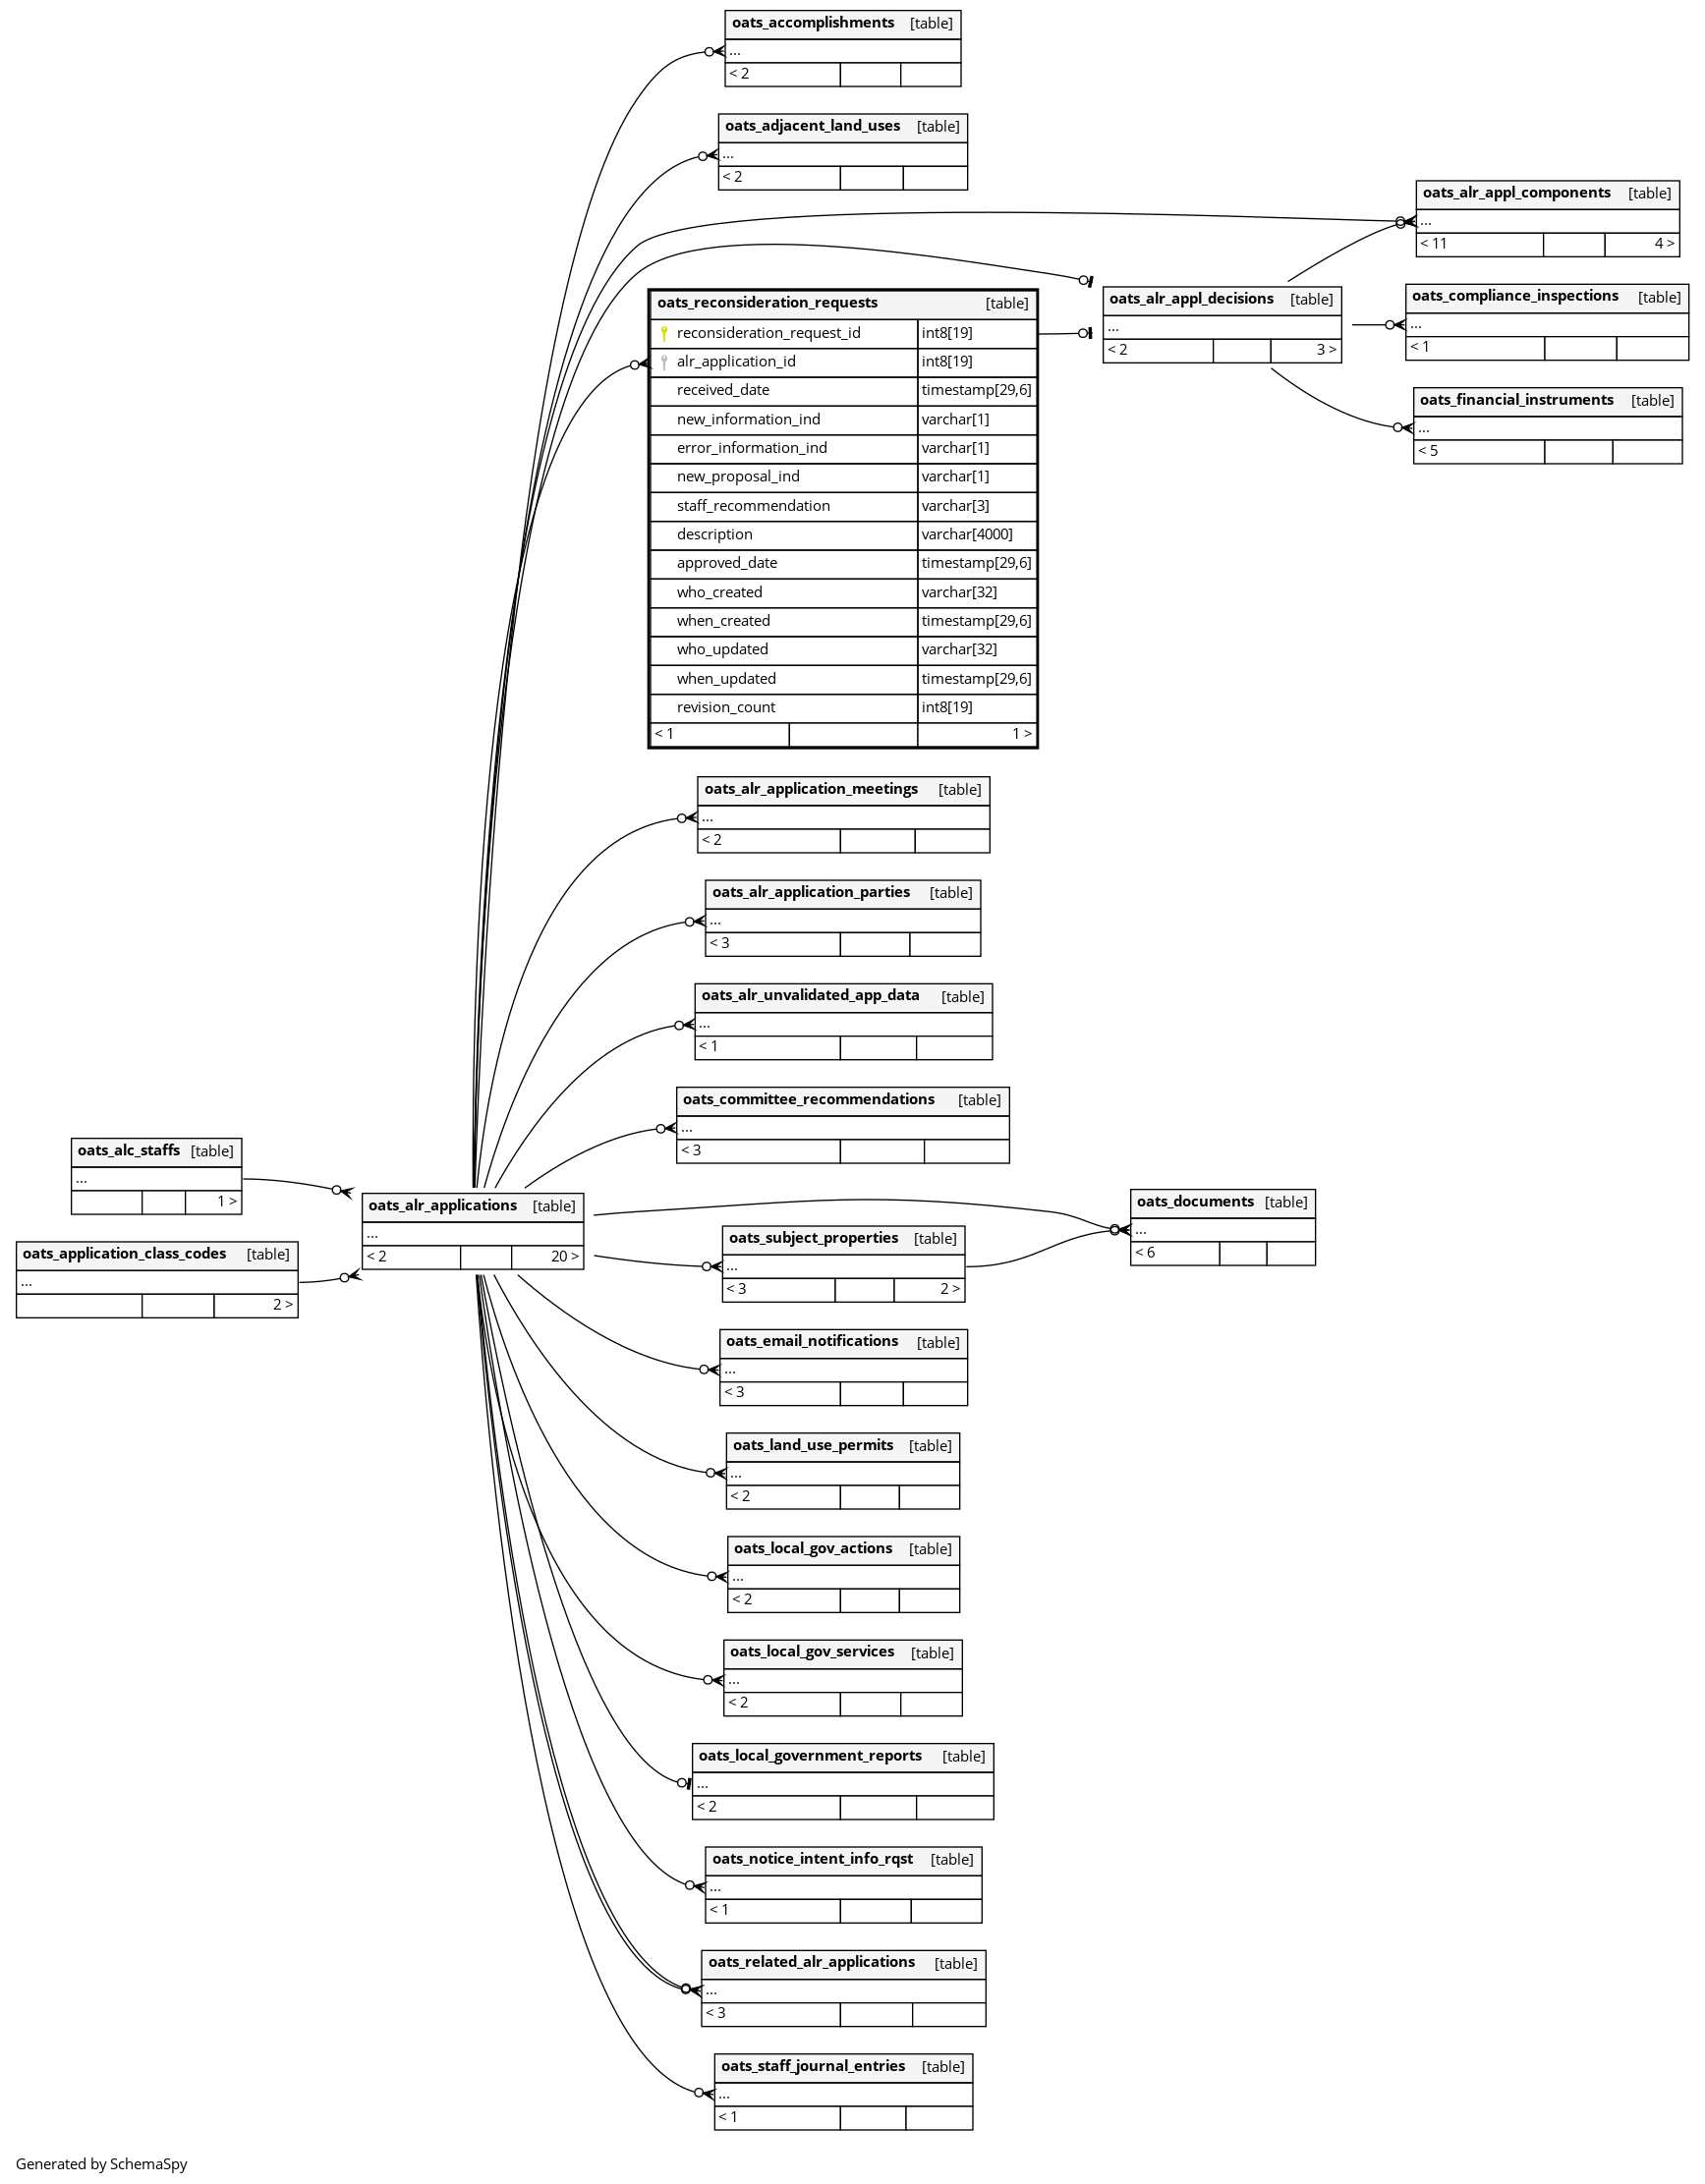 oats_accomplishments [table]
...
< 2
oats_adjacent_land_uses [table]
...
< 2
oats_alr_appl_components [table]
...
< 11 4 >
oats_alr_appl_decisions [table]
...
< 2 3 >
oats_compliance_inspections [table]
...
< 1
oats_financial_instruments [table]
...
< 5
oats_reconsideration_requests [table]
reconsideration_request_id int8[19]
alr_application_id int8[19]
received_date timestamp[29,6]
new_information_ind varchar[1]
error_information_ind varchar[1]
new_proposal_ind varchar[1]
staff_recommendation varchar[3]
description varchar[4000]
approved_date timestamp[29,6]
who_created varchar[32]
when_created timestamp[29,6]
who_updated varchar[32]
when_updated timestamp[29,6]
revision_count int8[19]
< 1 1 >
oats_alr_application_meetings [table]
...
< 2
oats_alr_application_parties [table]
...
< 3
oats_alr_unvalidated_app_data [table]
...
< 1
oats_committee_recommendations [table]
...
< 3
oats_alc_staffs [table]
...
1 >
oats_application_class_codes [table]
...
2 >
oats_alr_applications [table]
...
< 2 20 >
oats_documents [table]
...
< 6
oats_subject_properties [table]
...
< 3 2 >
oats_email_notifications [table]
...
< 3
oats_land_use_permits [table]
...
< 2
oats_local_gov_actions [table]
...
< 2
oats_local_gov_services [table]
...
< 2
oats_local_government_reports [table]
...
< 2
oats_notice_intent_info_rqst [table]
...
< 1
oats_related_alr_applications [table]
...
< 3
oats_staff_journal_entries [table]
...
< 1
Generated by SchemaSpy